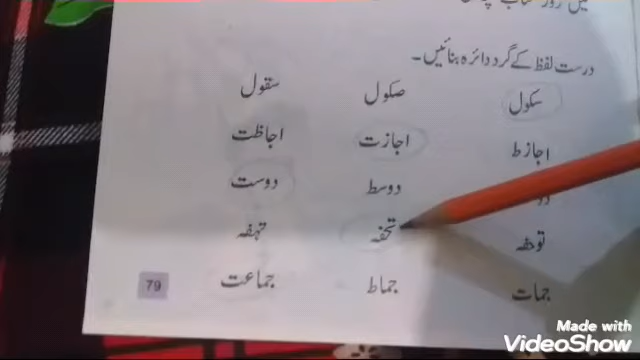 درست لفظ کے گرد دائرہ بنائیں۔
سکول صکول سقول
اجازط اجازت اجاظت
دوسط دوست
توحفہ تحفہ تہفہ
جمات جماط جماعت
79
Made with
VideoShow